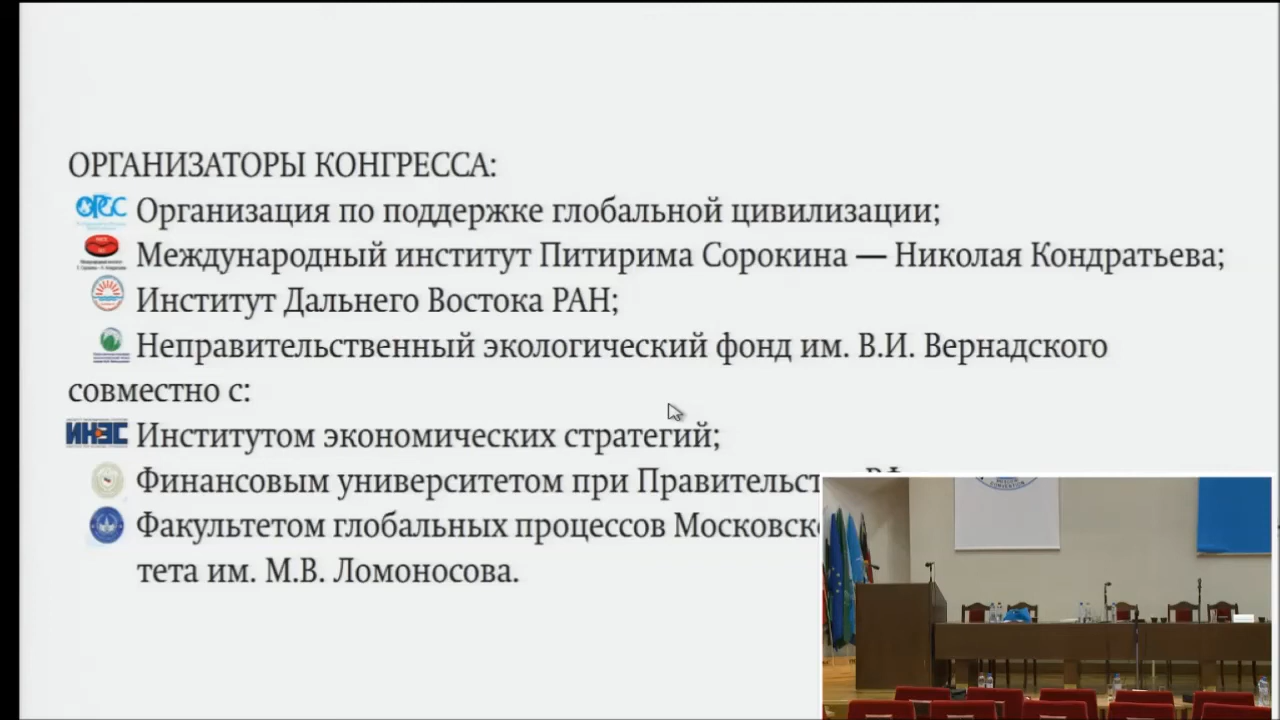 ОРГАНИЗАТОРЫ КОНГРЕССА:
Организация по поддержке глобальной цивилизации;
Международный институт Питирима Сорокина — Николая Кондратьева;
Институт Дальнего Востока РАН;
Неправительственный экологический фонд им. В.И. Вернадского
совместно с:
ИНЭС Институтом экономических стратегий;
Финансовым университетом при
Факультетом глобальных процессов
тета им. М.В. Ломоносова.
CONVENTION